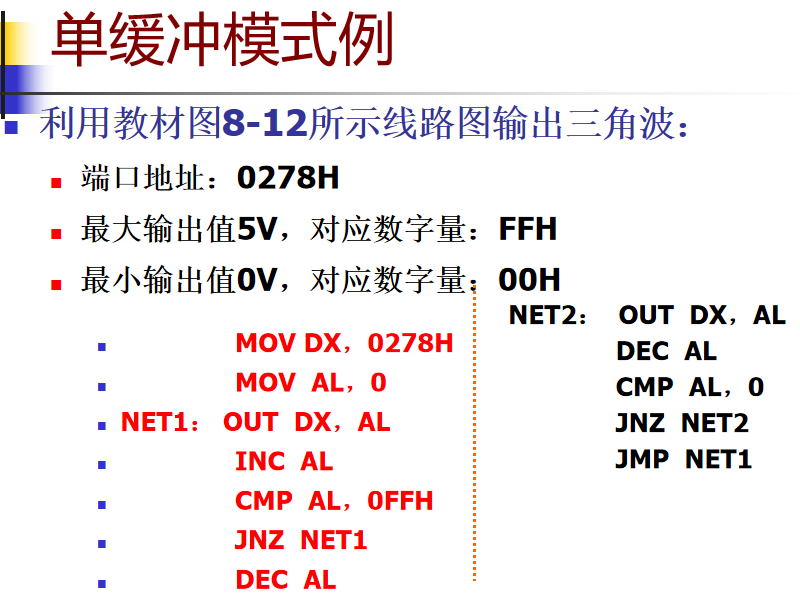 单缓冲模式例
利用教材图8-12所示线路图输出三角波：
端口地址：0278H
最大输出值5V，对应数字量：FFH
最小输出值0V，对应数字量：00H
MOV DX，0278H
MOV AL，0
NET1： OUT DX，AL
INC AL
CMP AL，0FFH
JNZ NET1
DEC AL
NET2： OUT DX，AL
DEC AL
CMP AL，0
JNZ NET2
JMP NET1